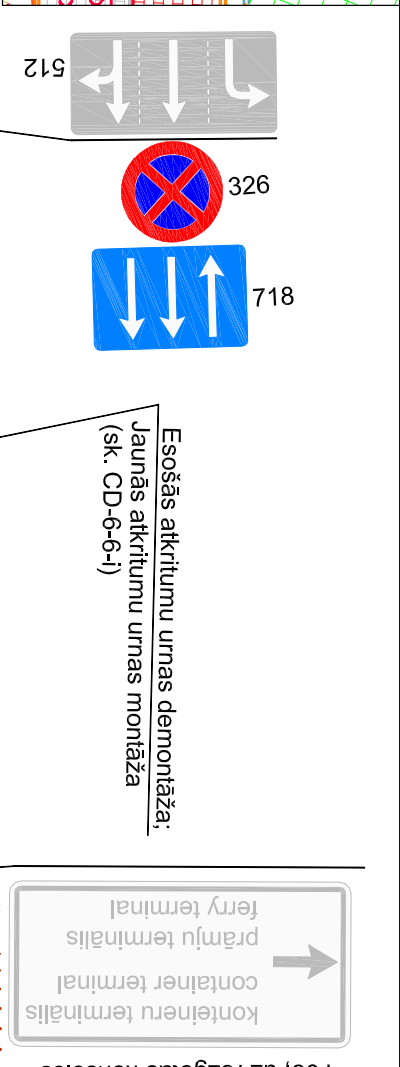 512
326
718
Esošās atkritumu urnas demontāža;
Jaunās atkritumu urnas montāža
(sk. CD-6-6-i)
konteineru terminālis
container terminal
prāmju terminālis
ferry terminal